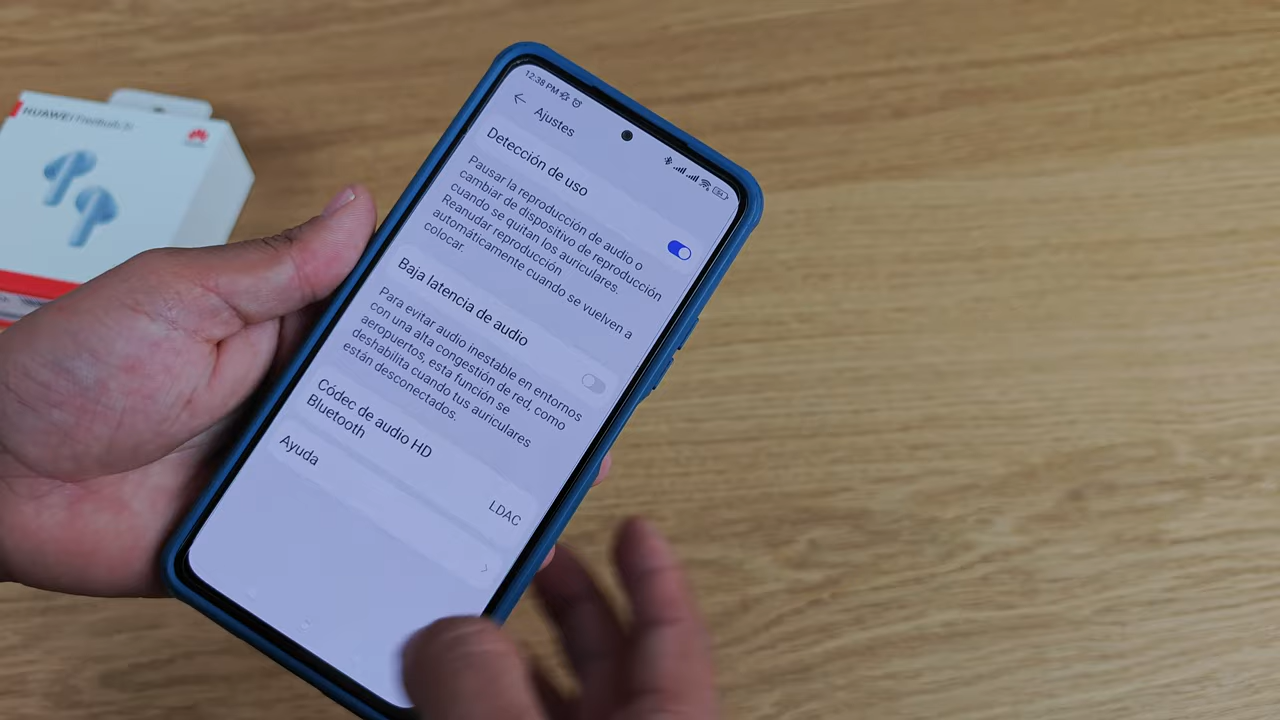 HUAWEI FreeBuds 5i
12:38 PM
Ajustes
Detección de uso
Pausar la reproducción de audio o
cambiar de dispositivo de reproducción
cuando se quitan los auriculares.
Reanudar reproducción
automáticamente cuando se vuelven a
colocar.
Baja latencia de audio
Para evitar audio inestable en entornos
con una alta congestión de red, como
aeropuertos, esta función se
deshabilita cuando tus auriculares
están desconectados.
Códec de audio HD
Bluetooth
LDAC
Ayuda